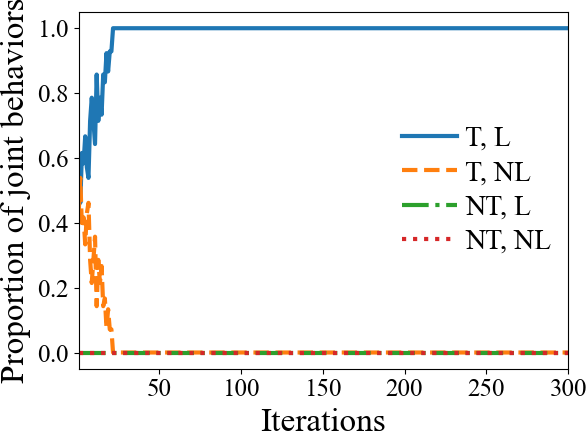 Proportion of joint behaviors
1.0
0.8
0.6
0.4
0.2
0.0
T, L
T, NL
NT, L
NT, NL
50 100 150 200 250 300
Iterations